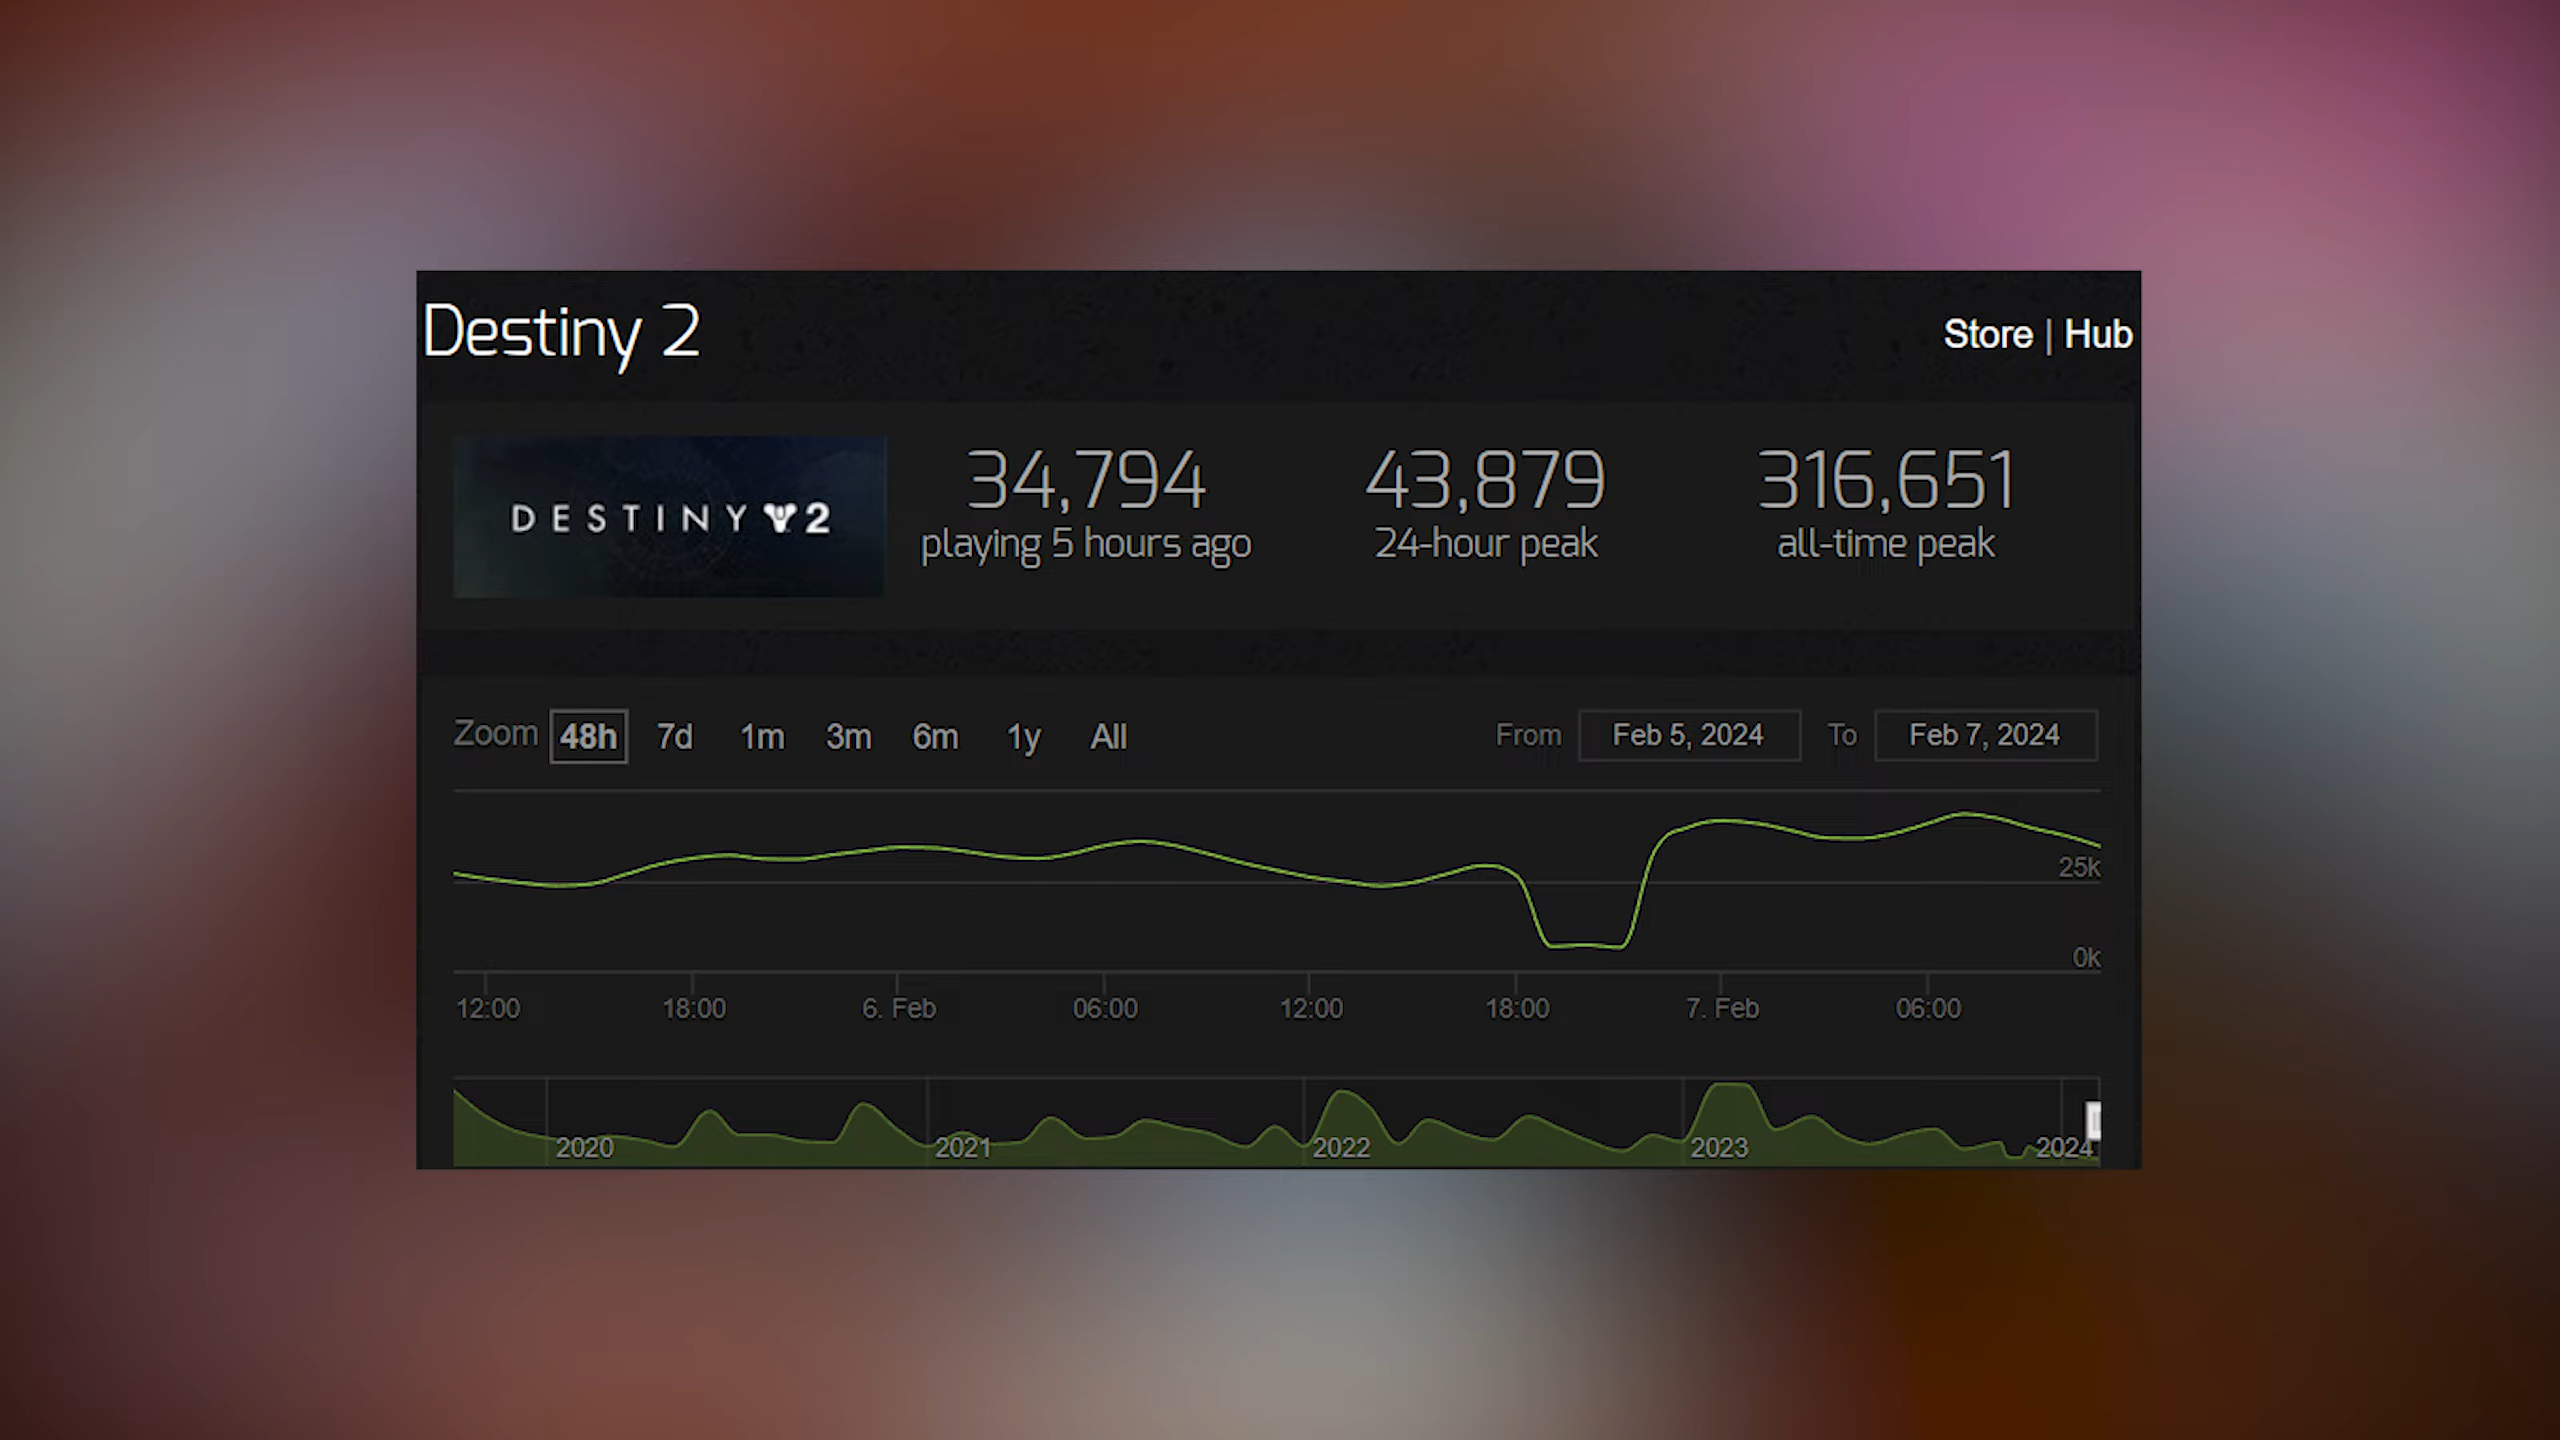 Destiny 2
Store | Hub
DESTINY 2
34,794
playing 5 hours ago
43,879
24-hour peak
316,651
all-time peak
Zoom 48h 7d 1m 3m 6m 1y All
From Feb 5, 2024 To Feb 7, 2024
25k
0k
12:00 18:00 6. Feb 06:00 12:00 18:00 7. Feb 06:00
2020 2021 2022 2023 2024